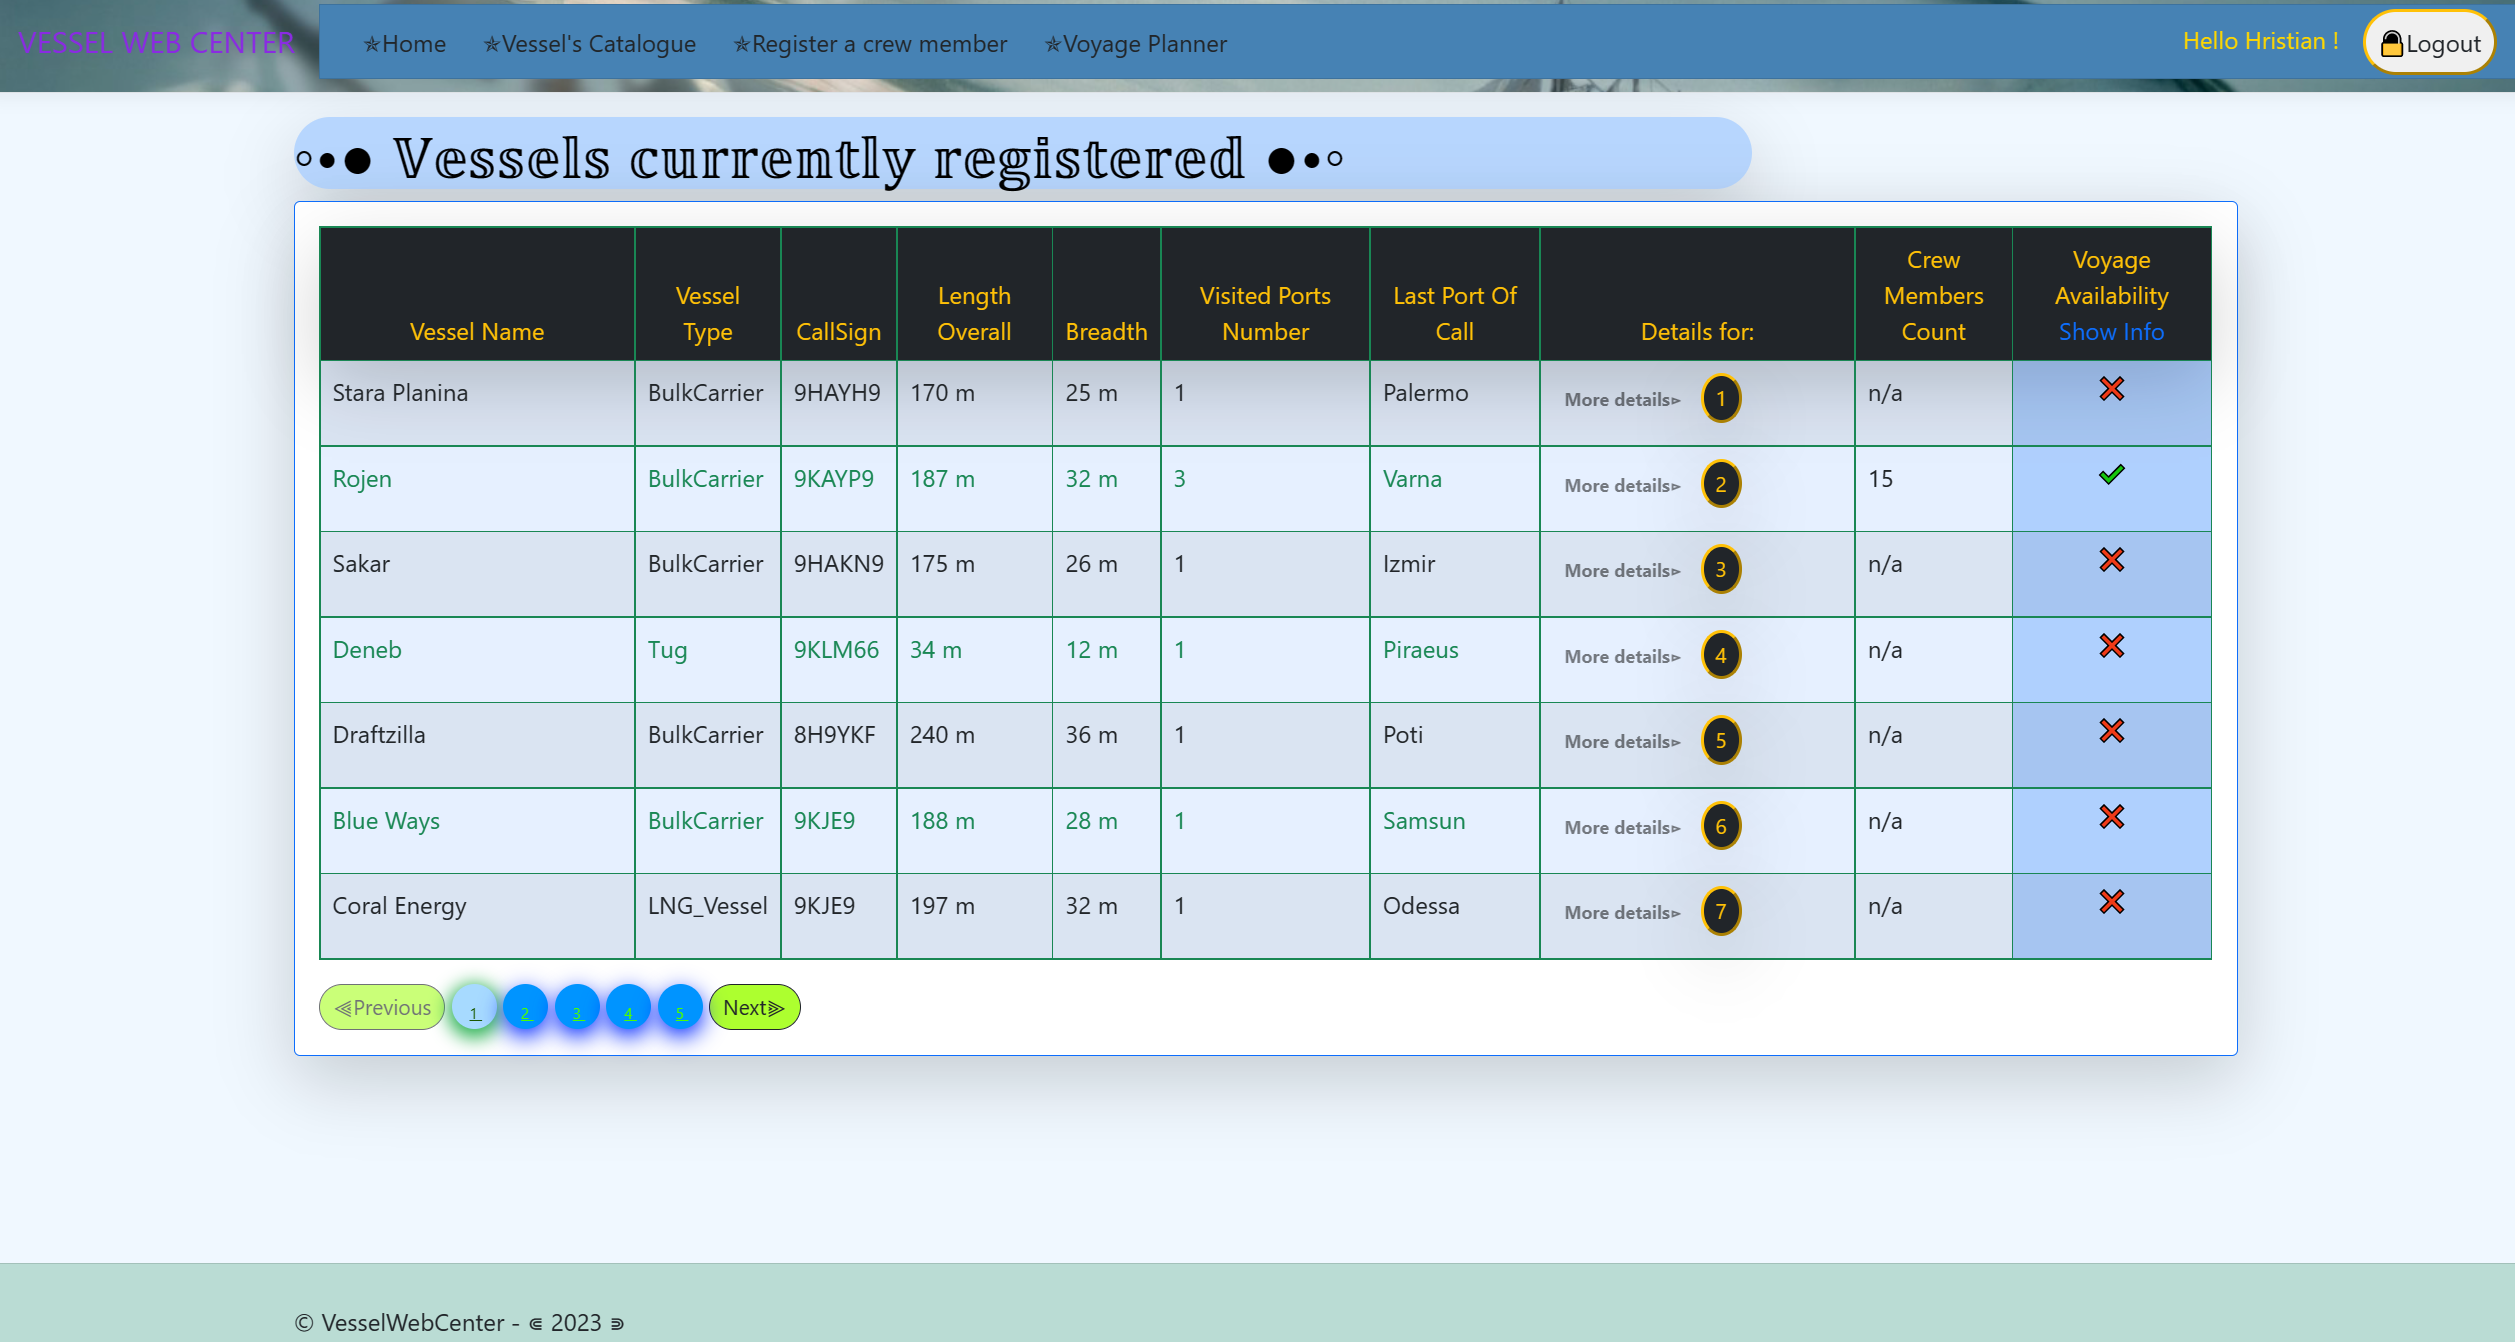 VESSEL WEB CENTER ✯Home ✯Vessel's Catalogue ✯Register a crew member ✯Voyage Planner Hello Hristian ! 🔒Logout
◦•● Vessels currently registered ●•◦
Vessel Name Vessel Type CallSign Length Overall Breadth Visited Ports Number Last Port Of Call Details for: Crew Members Count Voyage Availability Show Info
Stara Planina BulkCarrier 9HAYH9 170 m 25 m 1 Palermo More details▻ 1 n/a ❌
Rojen BulkCarrier 9KAYP9 187 m 32 m 3 Varna More details▻ 2 15 ✔
Sakar BulkCarrier 9HAKN9 175 m 26 m 1 Izmir More details▻ 3 n/a ❌
Deneb Tug 9KLM66 34 m 12 m 1 Piraeus More details▻ 4 n/a ❌
Draftzilla BulkCarrier 8H9YKF 240 m 36 m 1 Poti More details▻ 5 n/a ❌
Blue Ways BulkCarrier 9KJE9 188 m 28 m 1 Samsun More details▻ 6 n/a ❌
Coral Energy LNG_Vessel 9KJE9 197 m 32 m 1 Odessa More details▻ 7 n/a ❌
⫷Previous 1 2 3 4 5 Next⫸
© VesselWebCenter - ⋐ 2023 ⋑